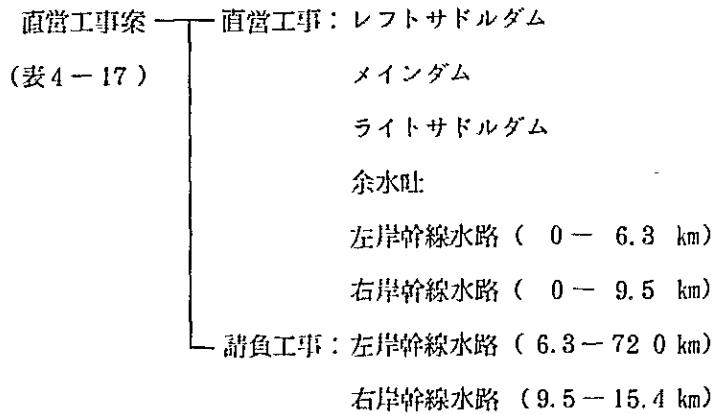 直営工事案 直営工事：レフトサドルダム
(表4－17) メインダム
ライトサドルダム
余水吐
左岸幹線水路 ( 0 － 6.3 km)
右岸幹線水路 ( 0 － 9.5 km)
請負工事：左岸幹線水路 ( 6.3－72 0 km)
右岸幹線水路 (9.5－15.4 km)